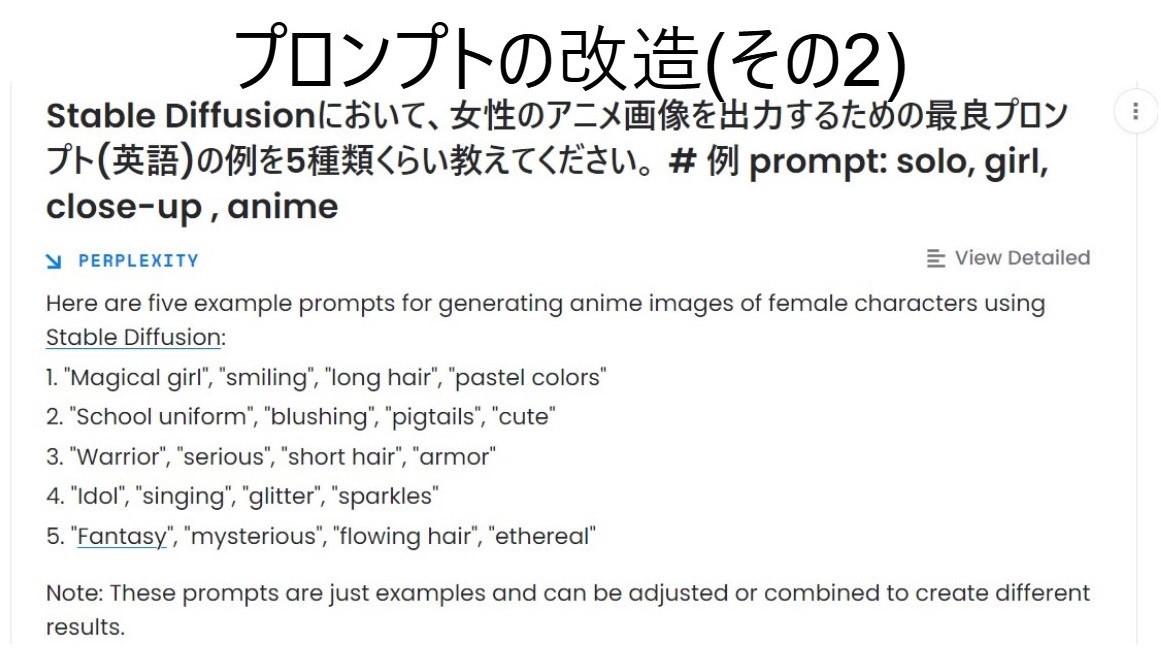 プロンプトの改造(その2)
Stable Diffusionにおいて、女性のアニメ画像を出力するための最良プロン
プト(英語)の例を5種類くらい教えてください。 # 例 prompt: solo, girl,
close-up , anime
PERPLEXITY
View Detailed
Here are five example prompts for generating anime images of female characters using
Stable Diffusion:
1. "Magical girl", "smiling", "long hair", "pastel colors"
2. "School uniform", "blushing", "pigtails", "cute"
3. "Warrior", "serious", "short hair", "armor"
4. "Idol", "singing", "glitter", "sparkles"
5. "Fantasy", "mysterious", "flowing hair", "ethereal"
Note: These prompts are just examples and can be adjusted or combined to create different
results.